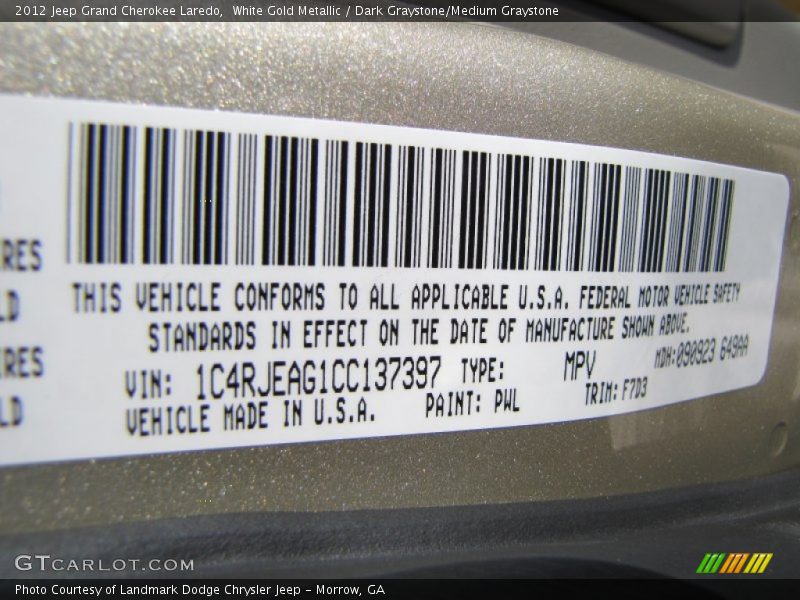 2012 Jeep Grand Cherokee Laredo, White Gold Metallic / Dark Graystone/Medium Graystone
RES
LD
RES
LD
THIS VEHICLE CONFORMS TO ALL APPLICABLE U.S.A. FEDERAL MOTOR VEHICLE SAFETY
STANDARDS IN EFFECT ON THE DATE OF MANUFACTURE SHOWN ABOVE.
VIN: 1C4RJEAG1CC137397 TYPE: MPV MDH:090923 649AA
VEHICLE MADE IN U.S.A. PAINT: PWL TRIM: F7D3
GTCARLOT.COM
Photo Courtesy of Landmark Dodge Chrysler Jeep - Morrow, GA